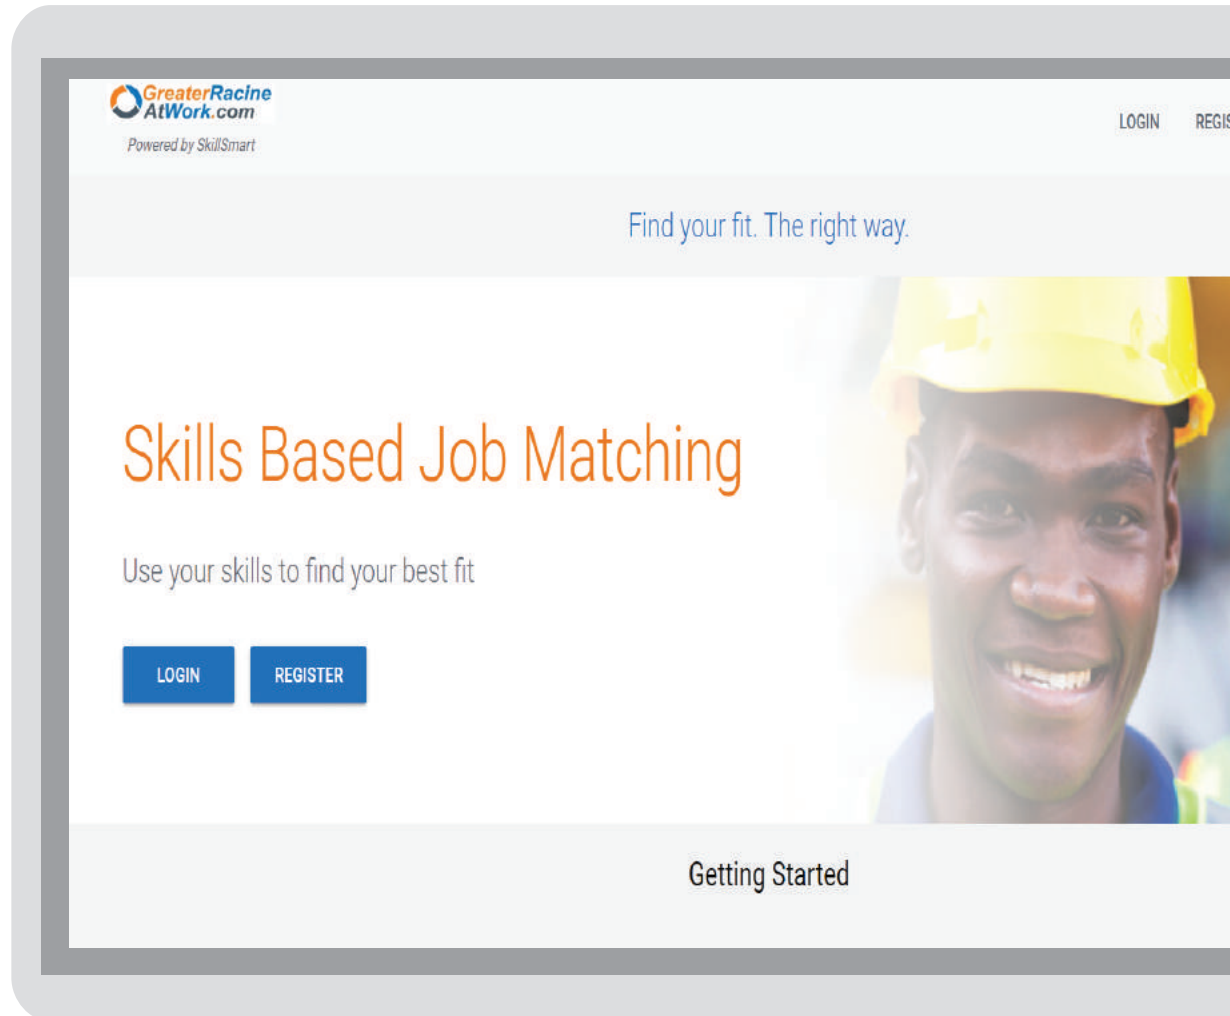 GreaterRacine
AtWork.com
Powered by SkillSmart
LOGIN
Find your fit. The right way.
Skills Based Job Matching
Use your skills to find your best fit
LOGIN REGISTER
Getting Started